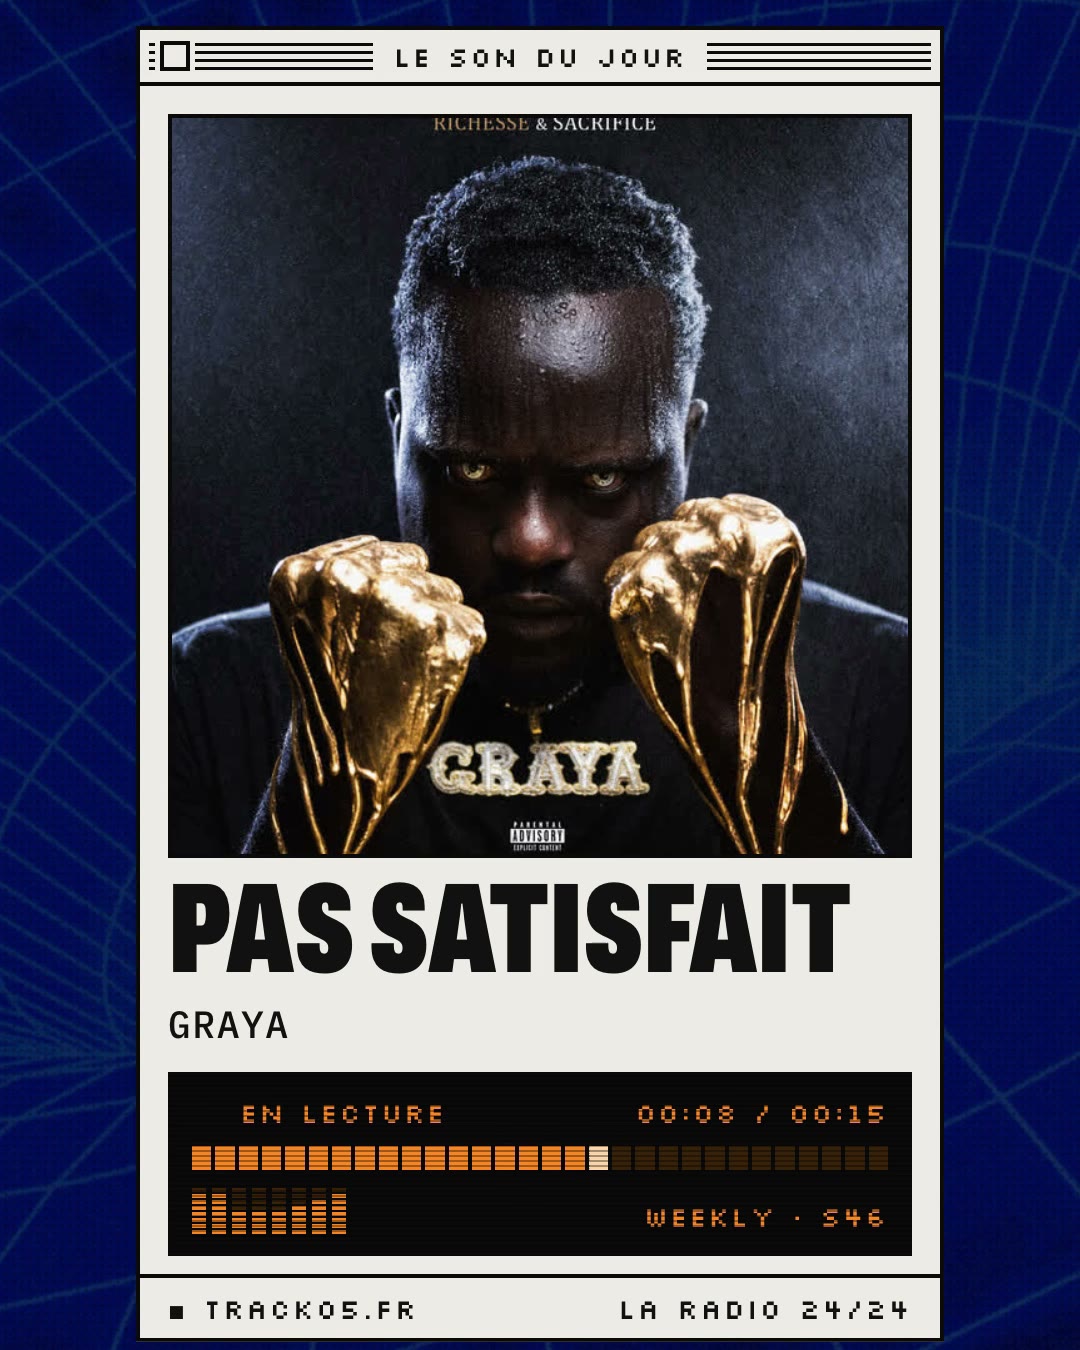 LE SON DU JOUR
RICHESSE & SACRIFICE
GRAYA
PARENTAL
ADVISORY
EXPLICIT CONTENT
PAS SATISFAIT
GRAYA
EN LECTURE
00:08 / 00:15
WEEKLY · S46
TRACK05.FR
LA RADIO 24/24